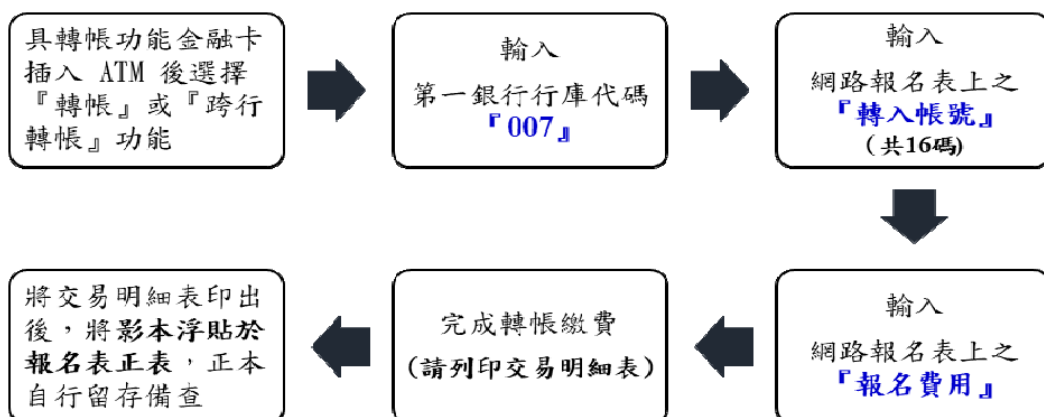 具轉帳功能金融卡
插入 ATM 後選擇
『轉帳』或『跨行
轉帳』功能
輸入
第一銀行行庫代碼
『007』
輸入
網路報名表上之
『轉入帳號』
(共16碼)
輸入
網路報名表上之
『報名費用』
完成轉帳繳費
(請列印交易明細表)
將交易明細表印出
後，將影本浮貼於
報名表正表，正本
自行留存備查